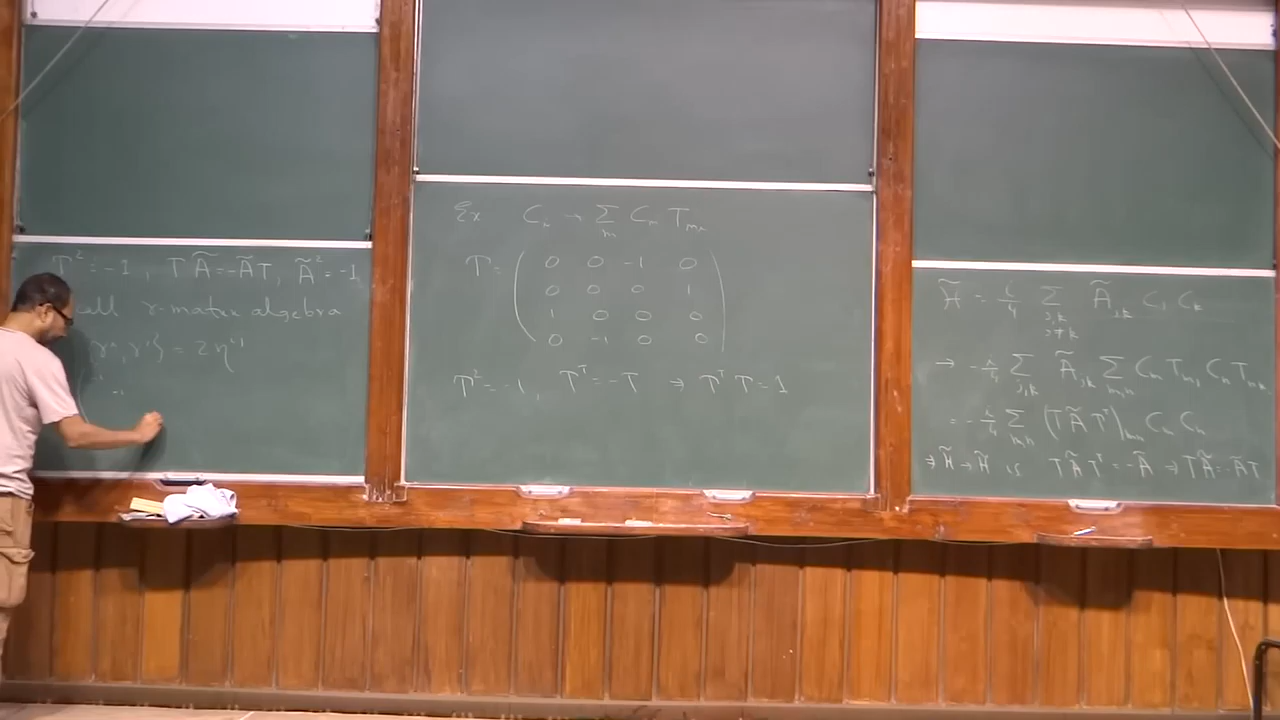 T² = -1, TÃ = -ÃT, ò² = -1
γ-matrix algebra
γ^μ, γ^ν} = 2η^μν
Ex C_n → Σ_m C_m T_mn
T = ( 0 0 -1 0
0 0 0 1
1 0 0 0
0 -1 0 0 )
T² = -1, T^T = -T ⇒ T^T T = 1
H̃ = i/4 Σ_{j,k j≠k} Ã_jk C_j C_k
→ -i/4 Σ_{j,k} Ã_jk Σ_{m,n} C_m T_mj C_n T_nk
= -i/4 Σ_{m,n} (TÃT^T)_mn C_m C_n
⇒ H̃ → H̃ is TÃT^T = -Ã ⇒ TÃ = -ÃT